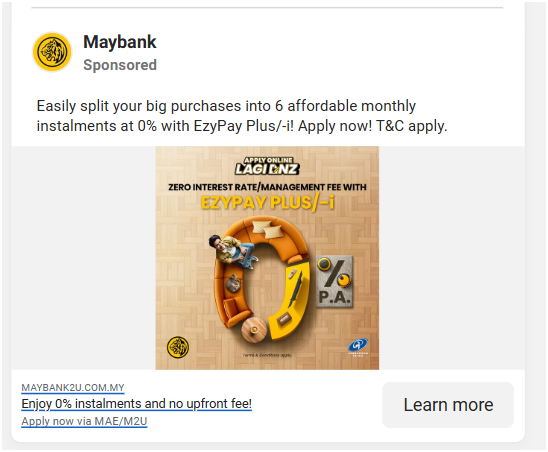 Maybank
Sponsored
Easily split your big purchases into 6 affordable monthly
instalments at 0% with EzyPay Plus/-i! Apply now! T&C apply.
APPLY ONLINE
LAGI BNZ
ZERO INTEREST RATE/MANAGEMENT FEE WITH
EZYPAY PLUS/-i
0%
P.A.
Terms & Conditions apply.
MAYBANK2U.COM.MY
Enjoy 0% instalments and no upfront fee!
Apply now via MAE/M2U
Learn more